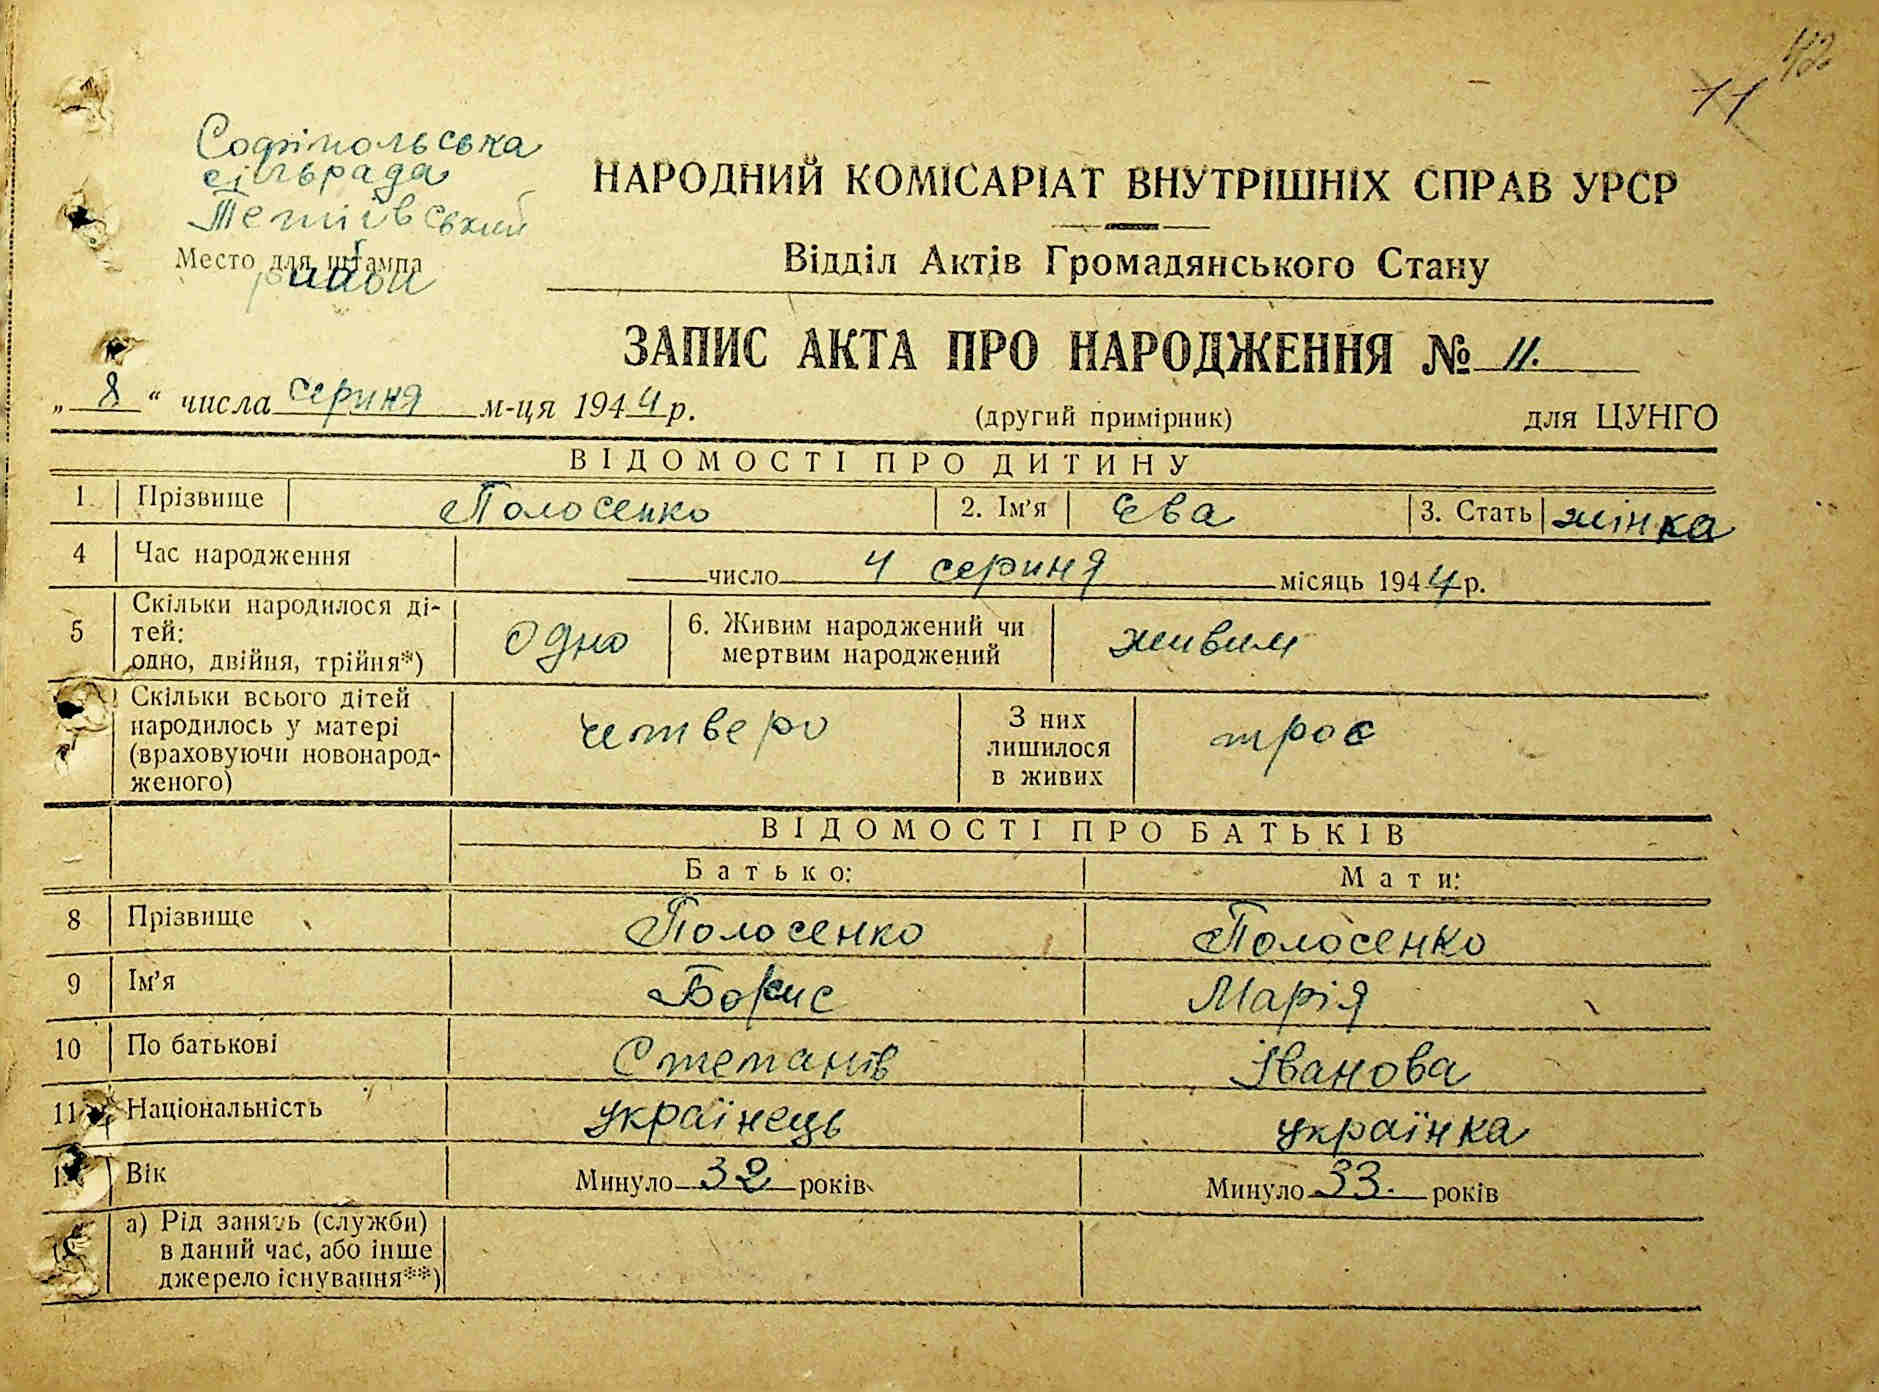 42
11
Софіпольська
сільрада
Тетіївський
район
Место для штампа
НАРОДНИЙ КОМІСАРІАТ ВНУТРІШНІХ СПРАВ УРСР
Відділ Актів Громадянського Стану
ЗАПИС АКТА ПРО НАРОДЖЕННЯ № 11.
„ 8 “ числа серпня м-ця 1944 р.
(другий примірник) для ЦУНГО
ВІДОМОСТІ ПРО ДИТИНУ
1. Прізвище Полосенко 2. Ім'я Єва 3. Стать жінка
4 Час народження число 4 серпня місяць 1944 р.
5 Скільки народилося ді-
тей:
одно, двійня, трійня*) одно
6. Живим народжений чи
мертвим народжений живим
Скільки всього дітей
народилось у матері
(враховуючи новонарод-
женого) четверо
З них
лишилося
в живих троє
ВІДОМОСТІ ПРО БАТЬКІВ
Батько: Мати:
8 Прізвище Полосенко Полосенко
9 Ім'я Борис Марія
10 По батькові Степанів Іванова
11 Національність українець українка
Вік Минуло 32 років Минуло 33. років
а) Рід занять (служби)
в даний час, або інше
джерело існування**)